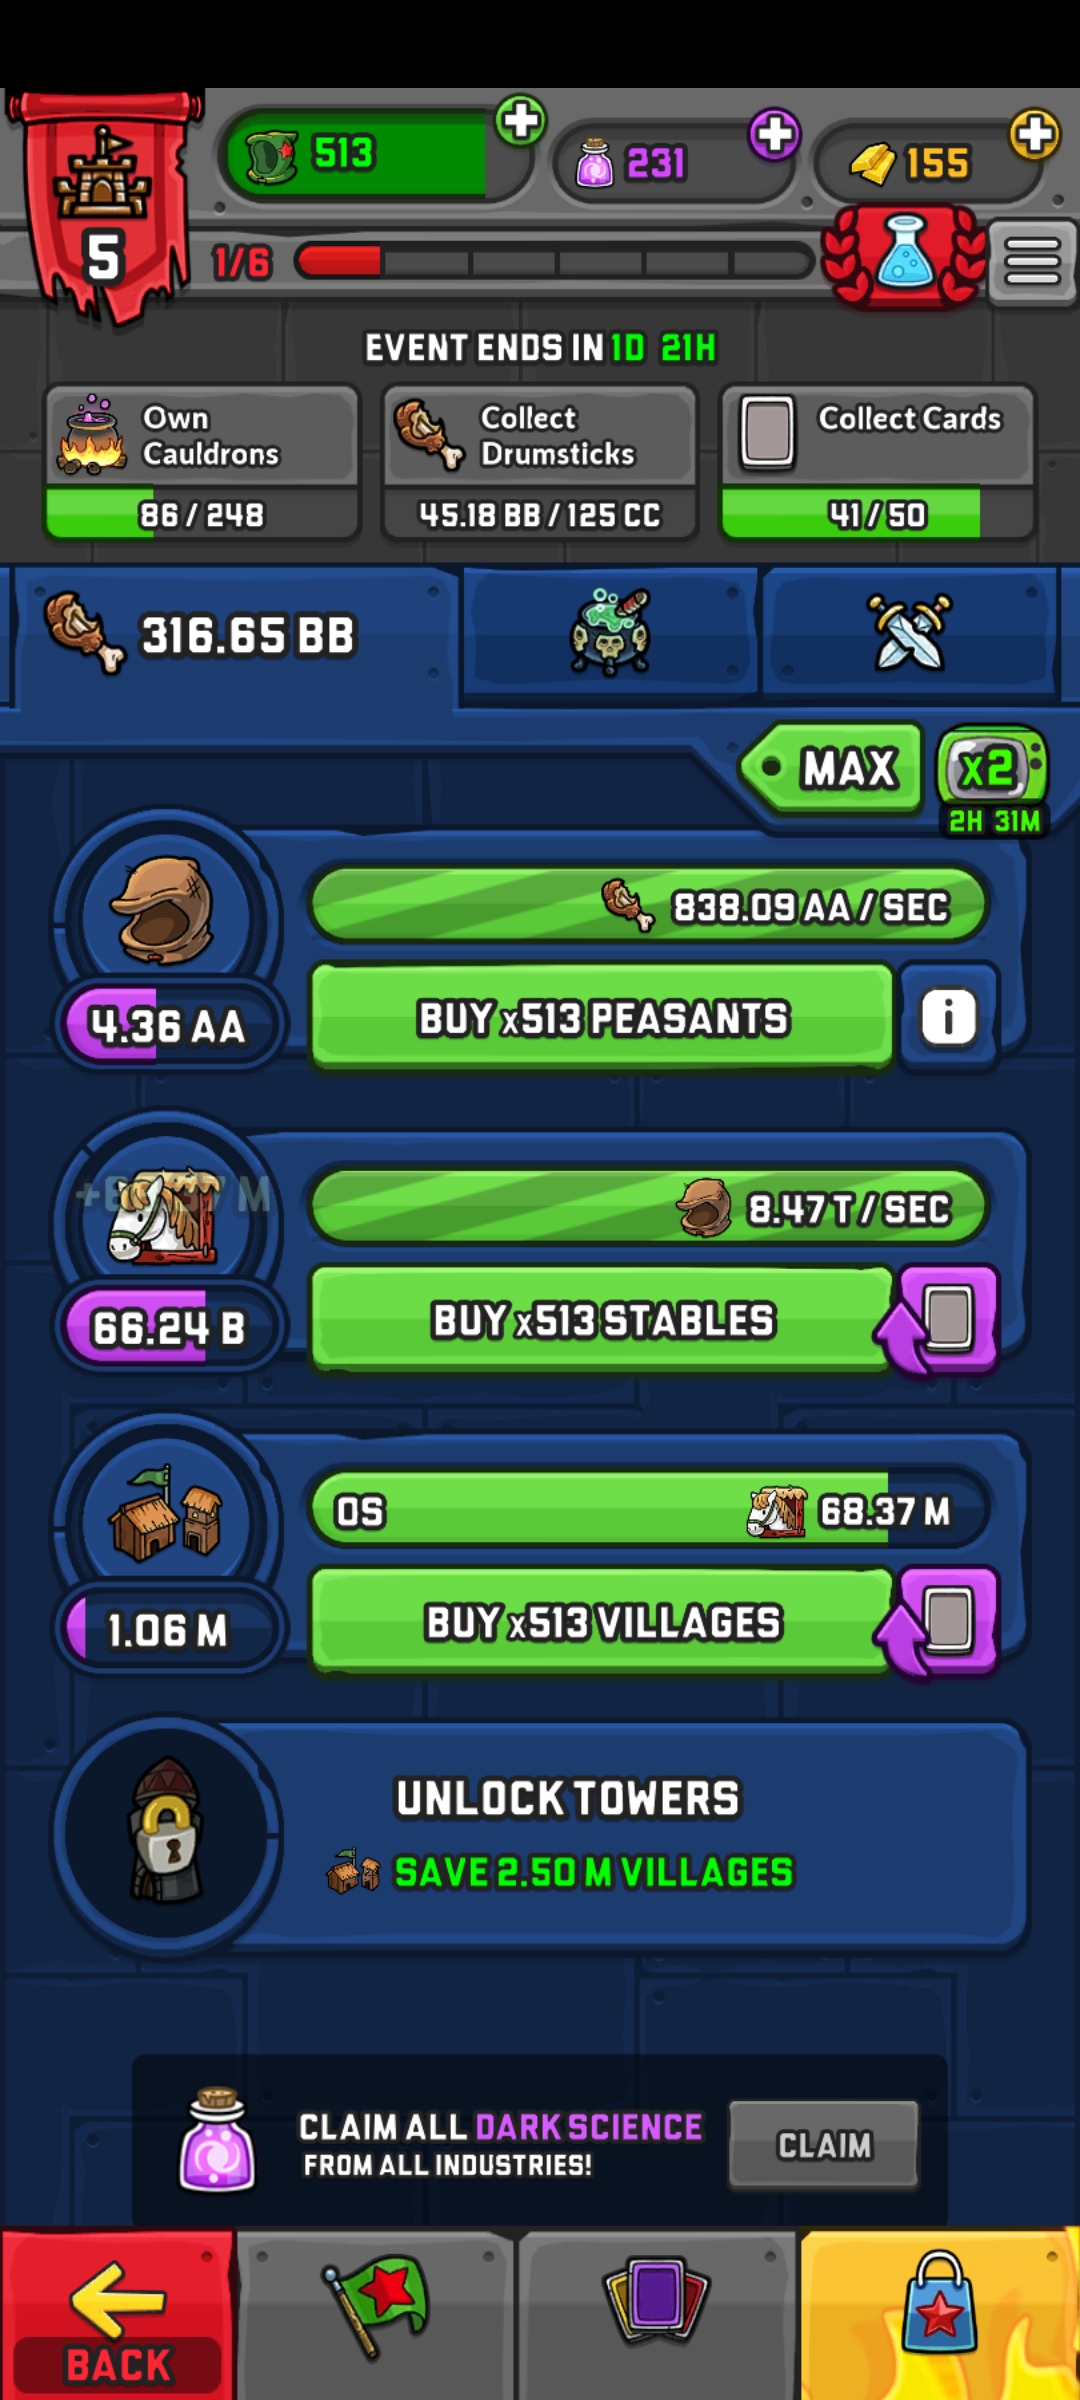 513
231
155
5
1/6
EVENT ENDS IN 1D 21H
Own
Cauldrons
86 / 248
Collect
Drumsticks
45.18 BB / 125 CC
Collect Cards
41 / 50
316.65 BB
MAX
x2
2H 31M
838.09 AA / SEC
4.36 AA
BUY x513 PEASANTS
i
8.47 T / SEC
66.24 B
BUY x513 STABLES
0S
68.37 M
1.06 M
BUY x513 VILLAGES
UNLOCK TOWERS
SAVE 2.50 M VILLAGES
CLAIM ALL DARK SCIENCE
FROM ALL INDUSTRIES!
CLAIM
BACK